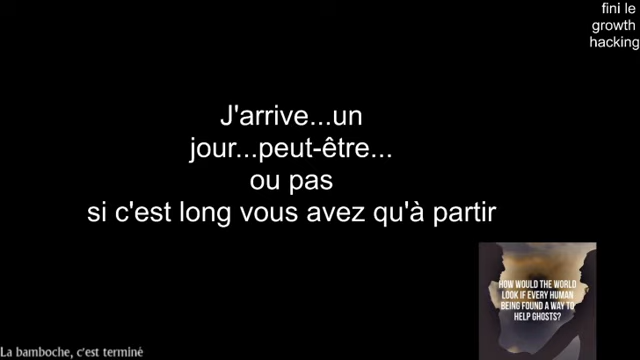 fini le
growth
hacking
J'arrive...un
jour...peut-être...
ou pas
si c'est long vous avez qu'à partir
HOW WOULD THE WORLD
LOOK IF EVERY HUMAN
BEING FOUND A WAY TO
HELP GHOSTS?
La bamboche, c'est terminé